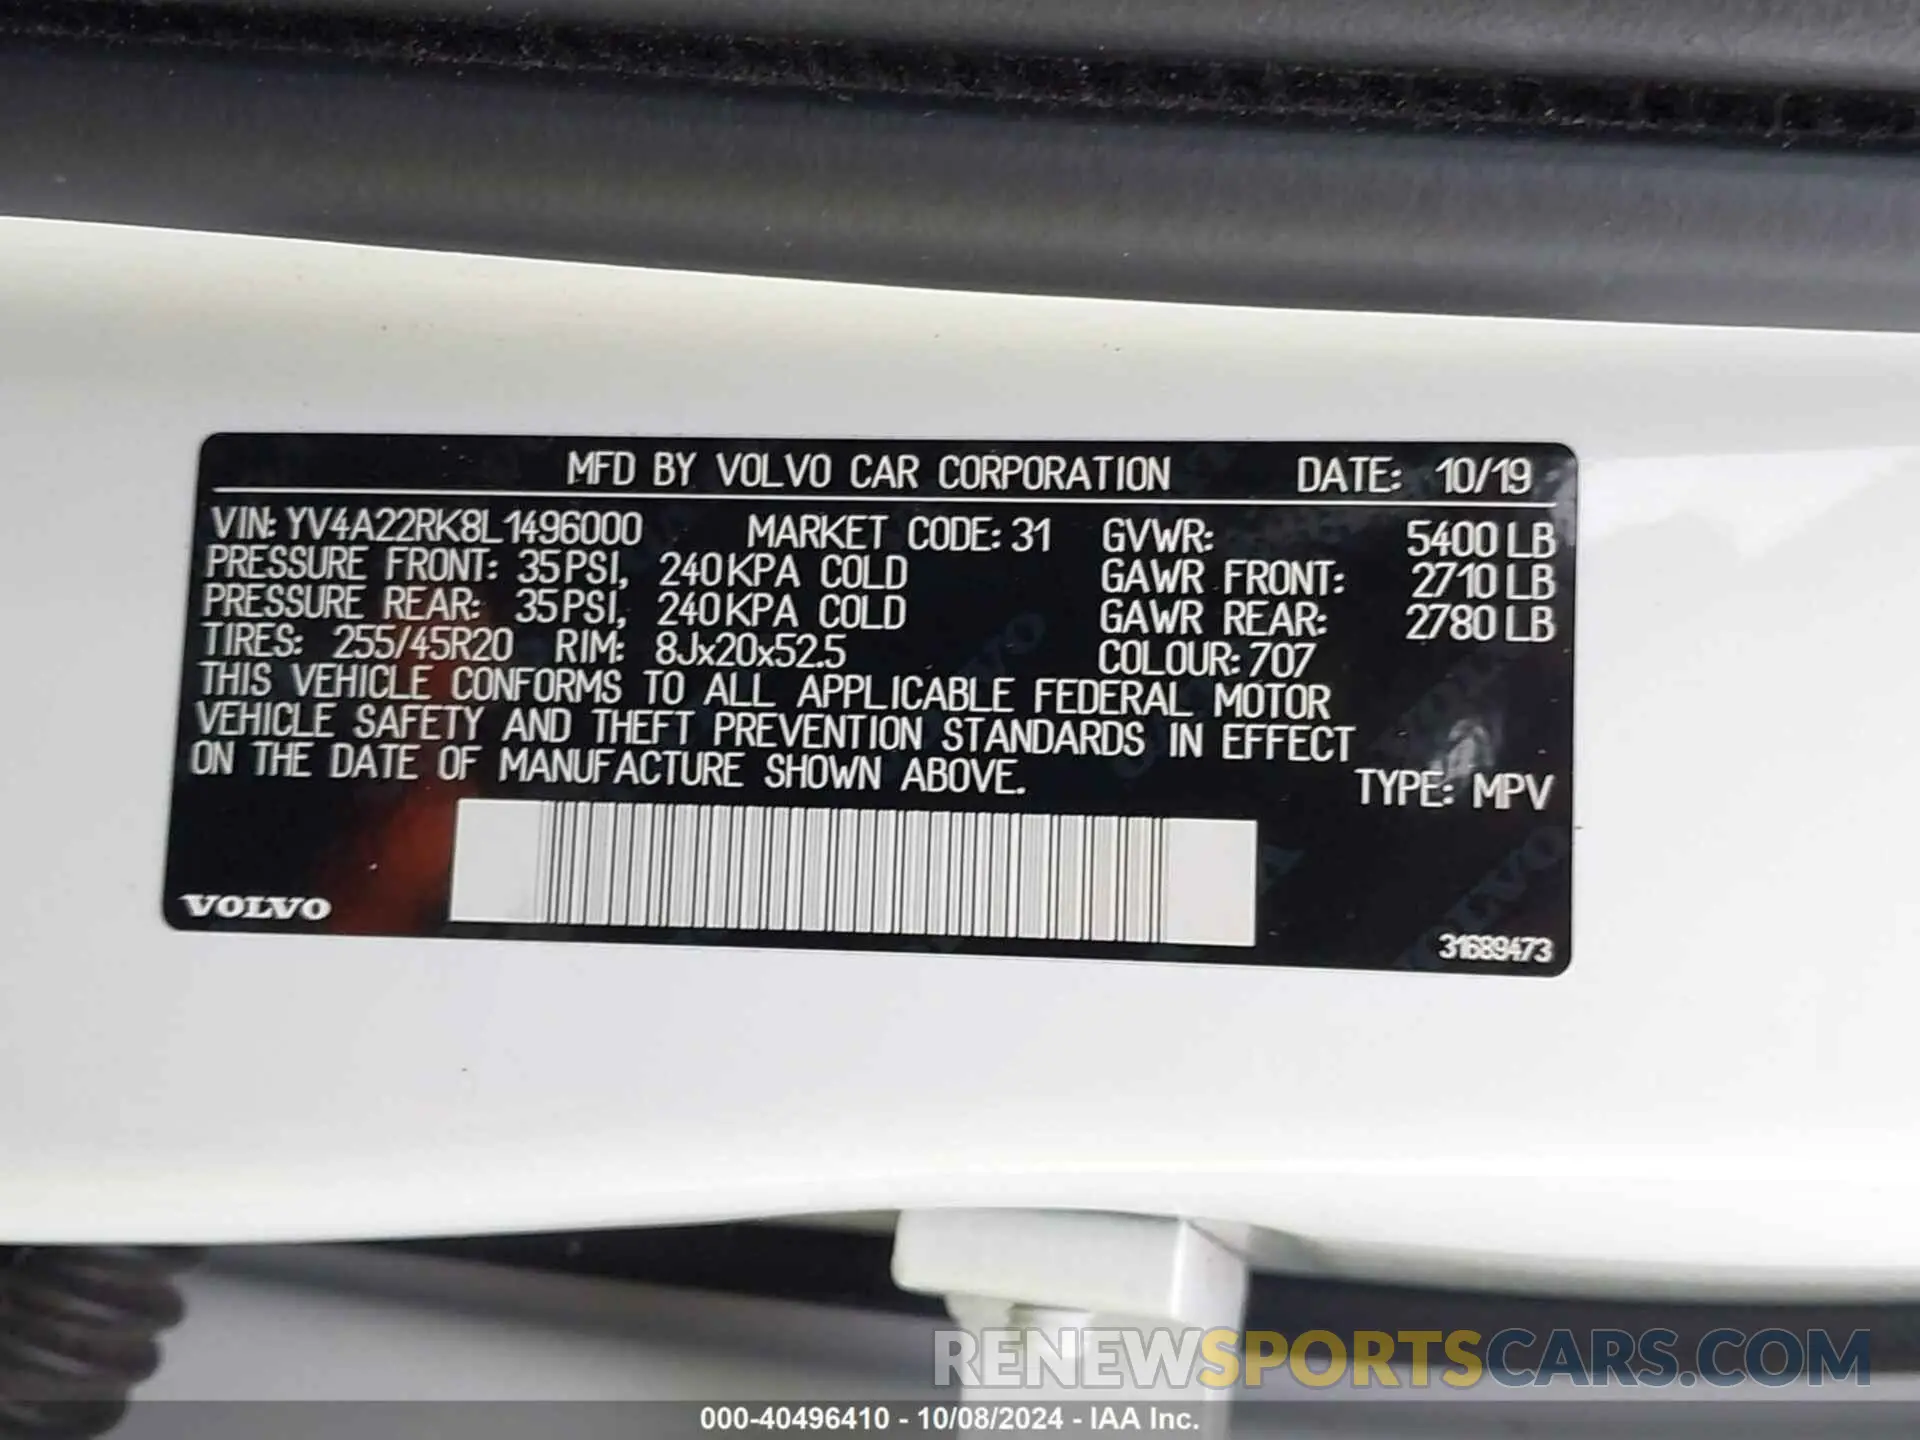 MFD BY VOLVO CAR CORPORATION DATE: 10/19
VIN: YV4A22RK8L1496000 MARKET CODE: 31 GVWR: 5400 LB
PRESSURE FRONT: 35 PSI, 240 KPA COLD GAWR FRONT: 2710 LB
PRESSURE REAR: 35 PSI, 240 KPA COLD GAWR REAR: 2780 LB
TIRES: 255/45R20 RIM: 8Jx20x52.5 COLOUR: 707
THIS VEHICLE CONFORMS TO ALL APPLICABLE FEDERAL MOTOR
VEHICLE SAFETY AND THEFT PREVENTION STANDARDS IN EFFECT
ON THE DATE OF MANUFACTURE SHOWN ABOVE. TYPE: MPV
VOLVO
31689473
RENEWSPORTSCARS.COM
000-40496410 - 10/08/2024 - IAA Inc.